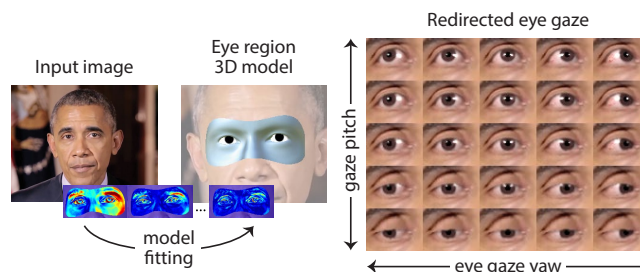 Input image
Eye region
3D model
...
model
fitting
Redirected eye gaze
gaze pitch
eye gaze yaw